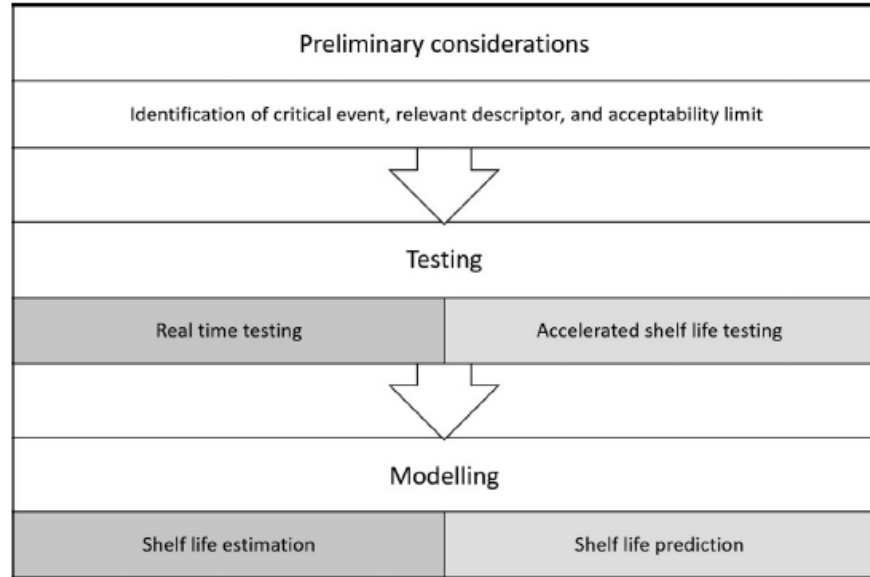 Preliminary considerations
Identification of critical event, relevant descriptor, and acceptability limit
Testing
Real time testing
Accelerated shelf life testing
Modelling
Shelf life estimation
Shelf life prediction